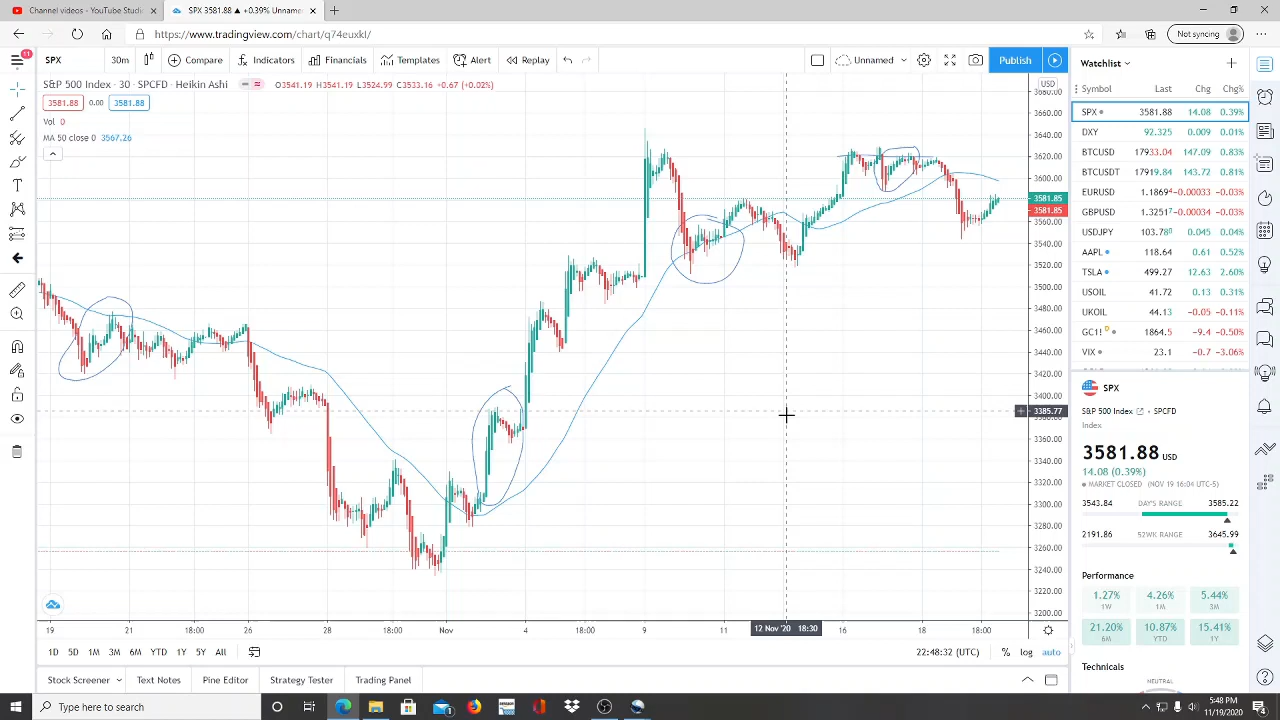 Channel videos - YouTube Studio
SPX 3581.88 ▲ +0.39% Unnamed
https://www.tradingview.com/chart/q74euxkI/
Not syncing
11
SPX
30m
Compare
Indicators
Financials
Templates
Alert
Replay
Unnamed
Publish
S&P 500 Index · 30 · SPCFD · Heikin Ashi
O3541.19 H3541.19 L3524.99 C3533.16 +0.67 (+0.02%)
3581.88 0.00 3581.88
Vol 0
MA 50 close 0 3567.26
USD
3680.00
3660.00
3640.00
3620.00
3600.00
3581.85
3581.85
3560.00
3540.00
3520.00
3500.00
3480.00
3460.00
3440.00
3420.00
3400.00
3385.77
3380.00
3360.00
3340.00
3320.00
3300.00
3280.00
3260.00
3240.00
3220.00
3200.00
19 21 18:00 26 28 18:00 Nov 4 18:00 9 11 12 Nov '20 18:30 16 18 18:00
1D 5D 1M 3M 6M YTD 1Y 5Y All
22:48:32 (UTC) % log auto
Stock Screener Text Notes Pine Editor Strategy Tester Trading Panel
Watchlist
Symbol Last Chg Chg%
SPX 3581.88 14.08 0.39%
DXY 92.325 0.009 0.01%
BTCUSD 17933.04 147.09 0.83%
BTCUSDT 17919.84 143.72 0.81%
EURUSD 1.18694 -0.00033 -0.03%
GBPUSD 1.32517 -0.00034 -0.03%
USDJPY 103.780 0.045 0.04%
AAPL 118.64 0.61 0.52%
TSLA 499.27 12.63 2.60%
USOIL 41.72 0.13 0.31%
UKOIL 44.13 -0.05 -0.11%
GC1! D 1864.5 -9.4 -0.50%
VIX 23.1 -0.7 -3.06%
SPX
S&P 500 Index · SPCFD
Index
3581.88 USD
14.08 (0.39%)
MARKET CLOSED (NOV 19 16:04 UTC-5)
3543.84 DAY'S RANGE 3585.22
2191.86 52WK RANGE 3645.99
Performance
1.27% 4.26% 5.44%
1W 1M 3M
21.20% 10.87% 15.41%
6M YTD 1Y
Technicals
NEUTRAL
Type here to search
5:48 PM
11/19/2020